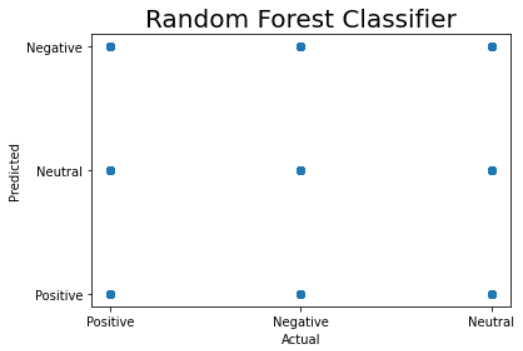 Random Forest Classifier
Negative
Neutral
Positive
Predicted
Positive Negative Neutral
Actual